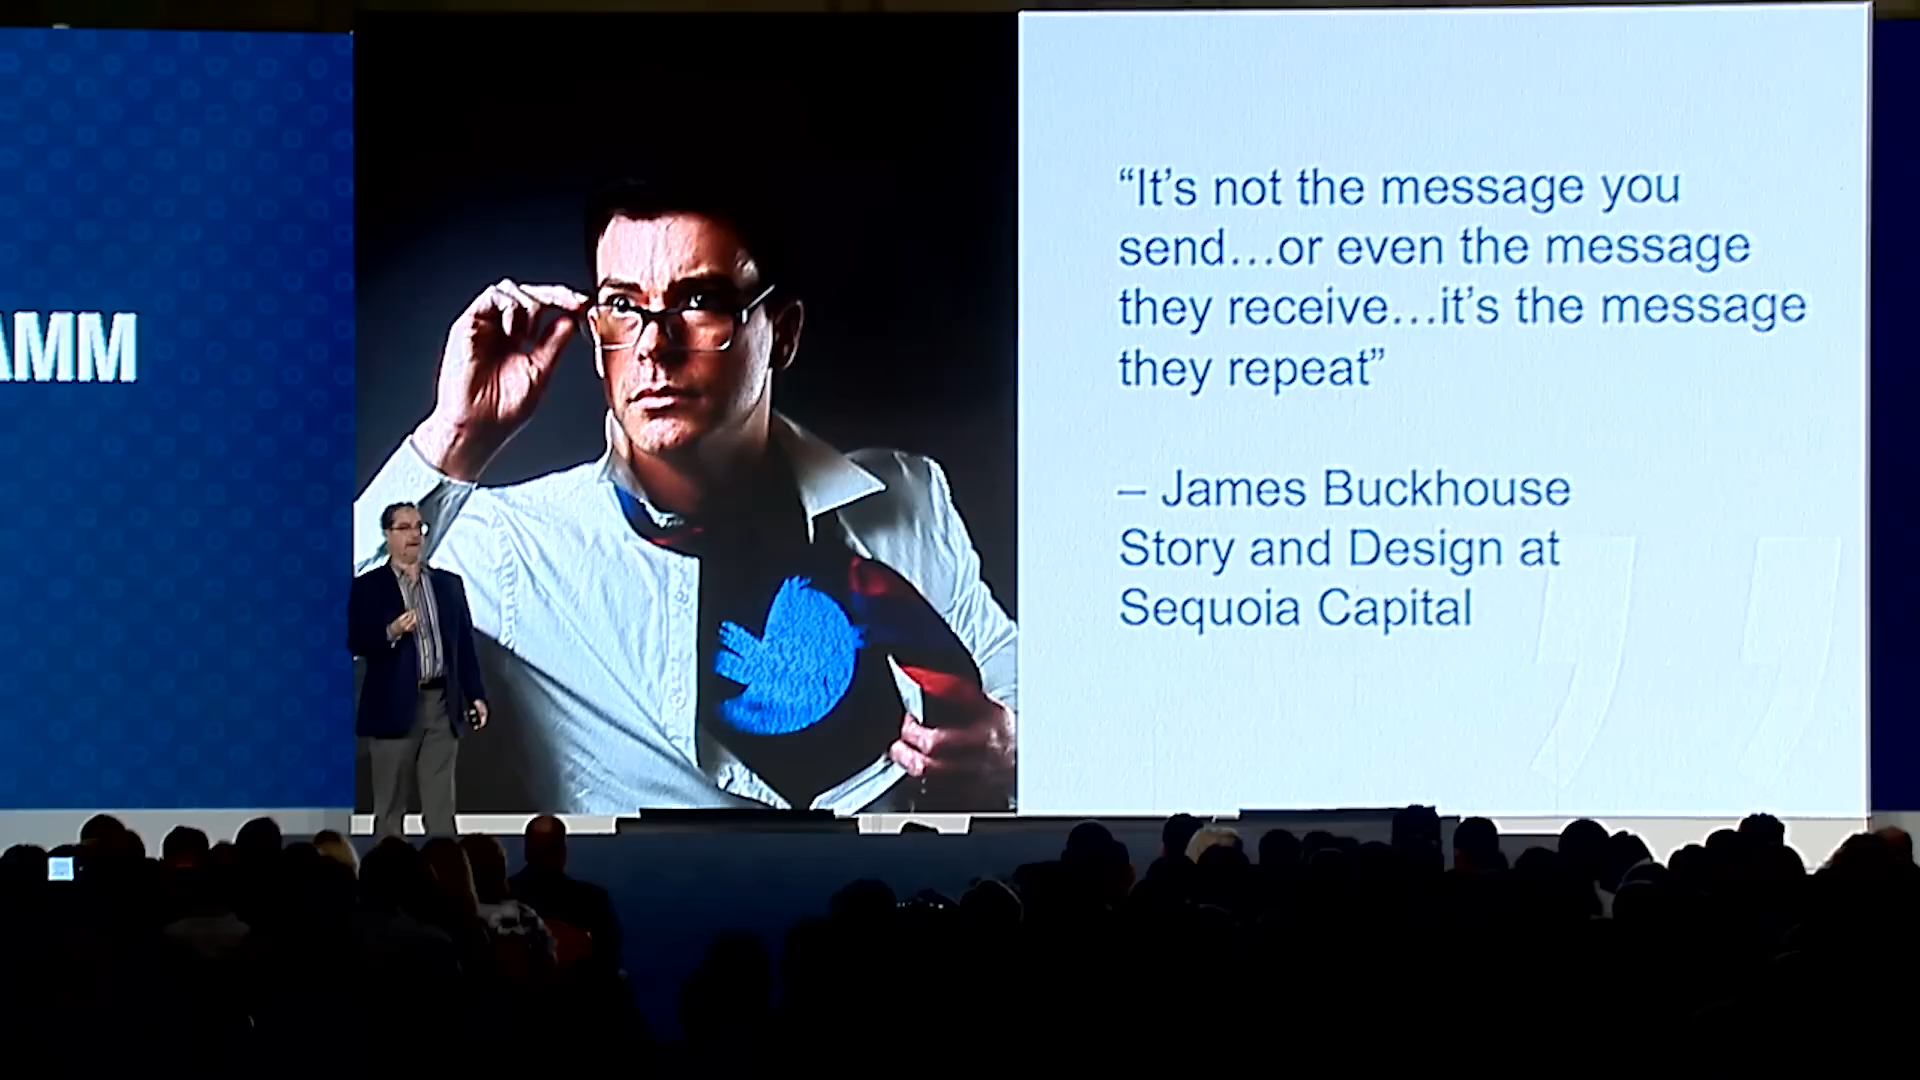 AMM
“It’s not the message you
send...or even the message
they receive...it’s the message
they repeat”
– James Buckhouse
Story and Design at
Sequoia Capital